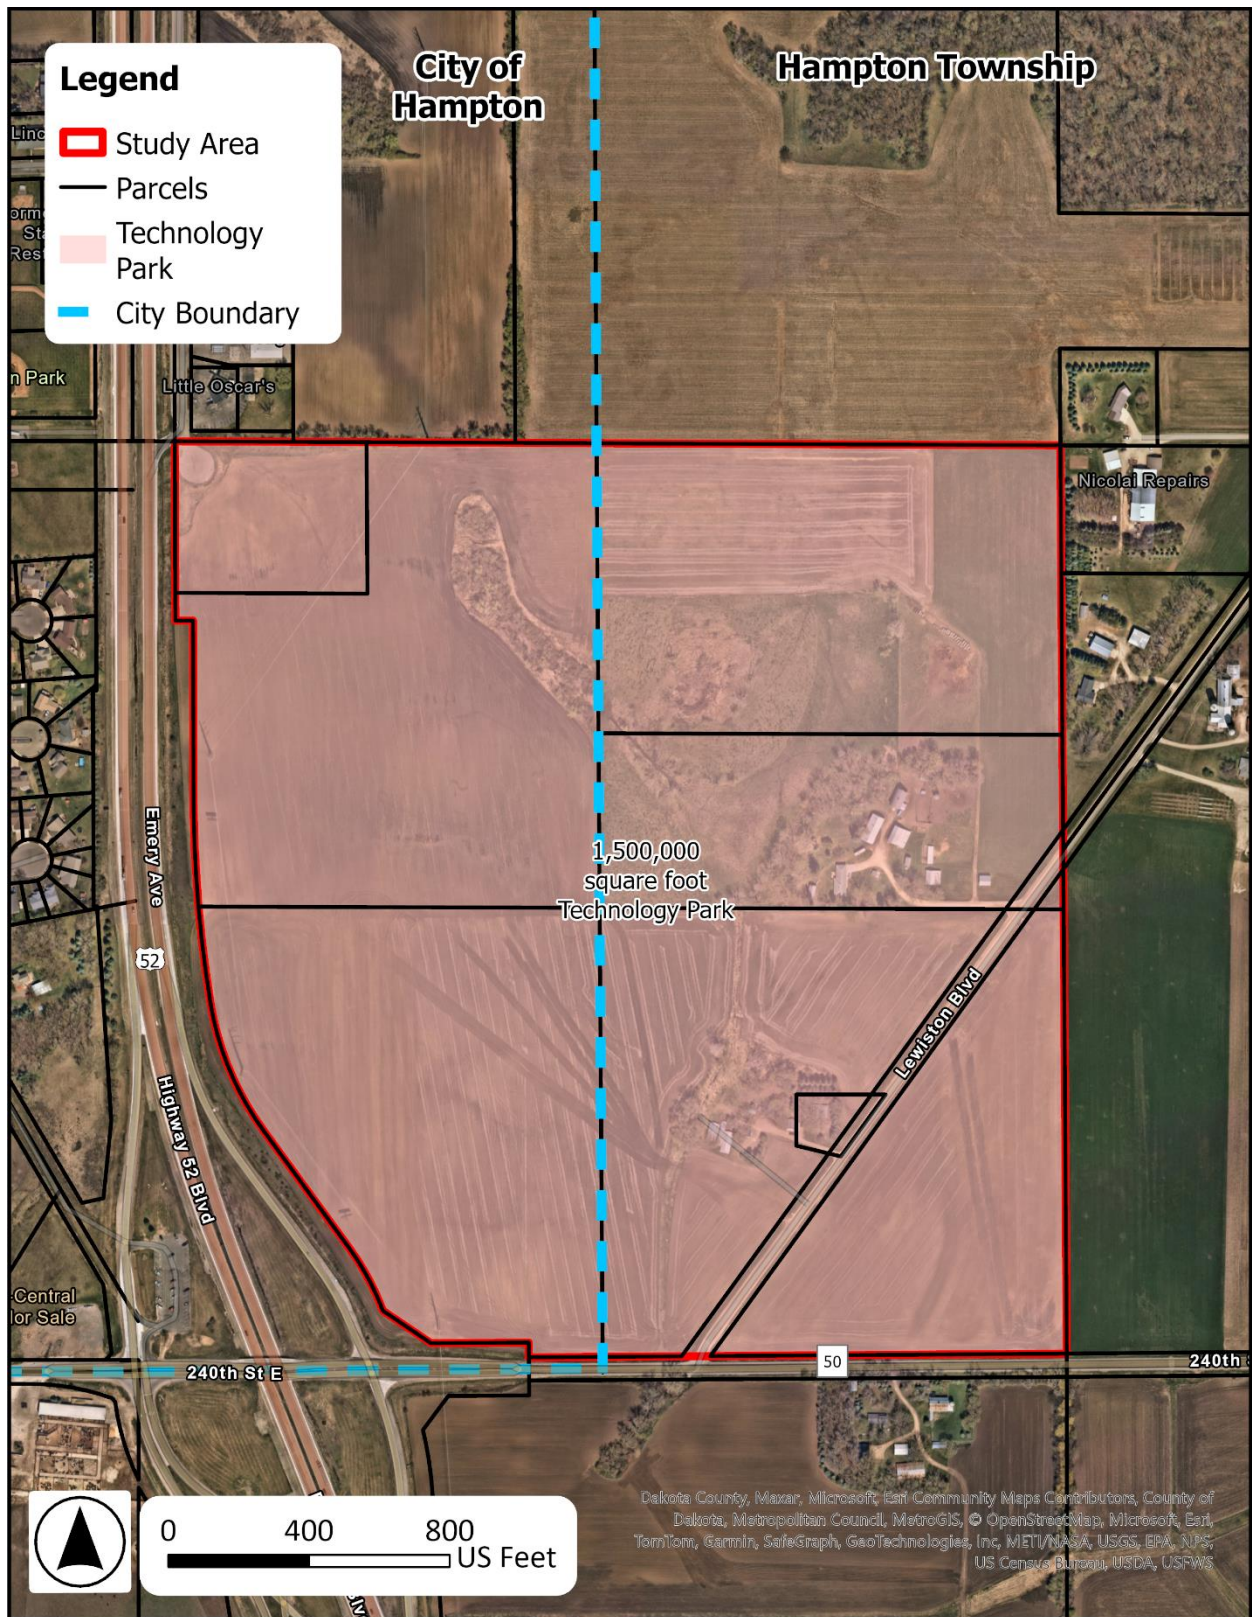 Legend
Study Area
Parcels
Technology
Park
City Boundary
City of
Hampton
Hampton Township
Linc
orm
Sta
Res
n Park
Little Oscar's
Nicolai Repairs
Emery Ave
52
1,500,000
square foot
Technology Park
Lewiston Blvd
Highway 52 Blvd
Central
lor Sale
240th St E
50
240th
0 400 800
US Feet
Dakota County, Maxar, Microsoft, Esri Community Maps Contributors, County of
Dakota, Metropolitan Council, MetroGIS, © OpenStreetMap, Microsoft, Esri,
TomTom, Garmin, SafeGraph, GeoTechnologies, Inc, METI/NASA, USGS, EPA, NPS,
US Census Bureau, USDA, USFWS